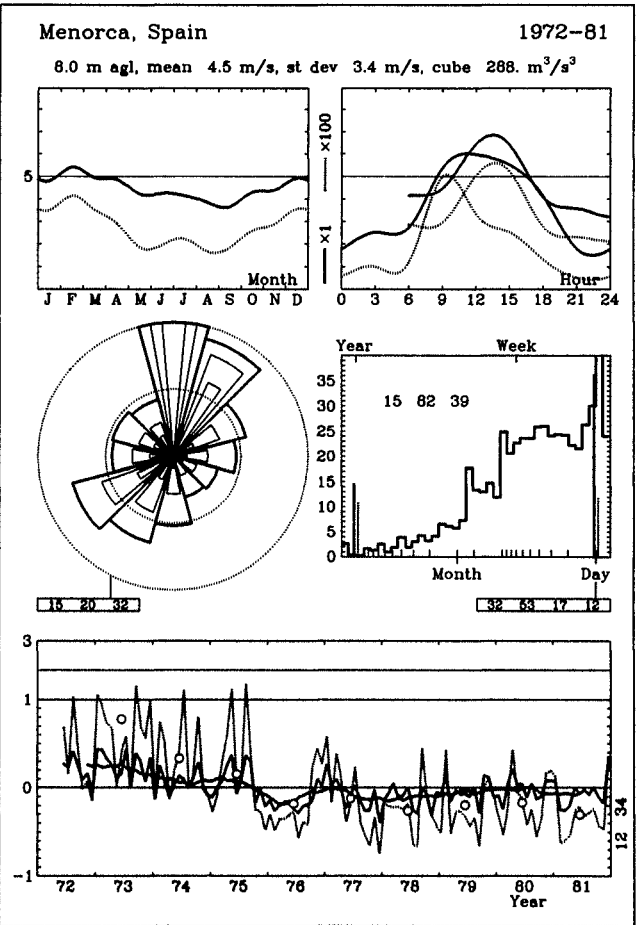 Menorca, Spain 1972-81
8.0 m agl, mean 4.5 m/s, st dev 3.4 m/s, cube 288. m³/s³
5
×1 ×100
Month
J F M A M J J A S O N D
Hour
0 3 6 9 12 15 18 21 24
Year Week
35
30
25
20
15
10
5
0
15 82 39
Month Day
15 20 32
32 53 17 12
3
1
0
-1
12 34
72 73 74 75 76 77 78 79 80 81
Year